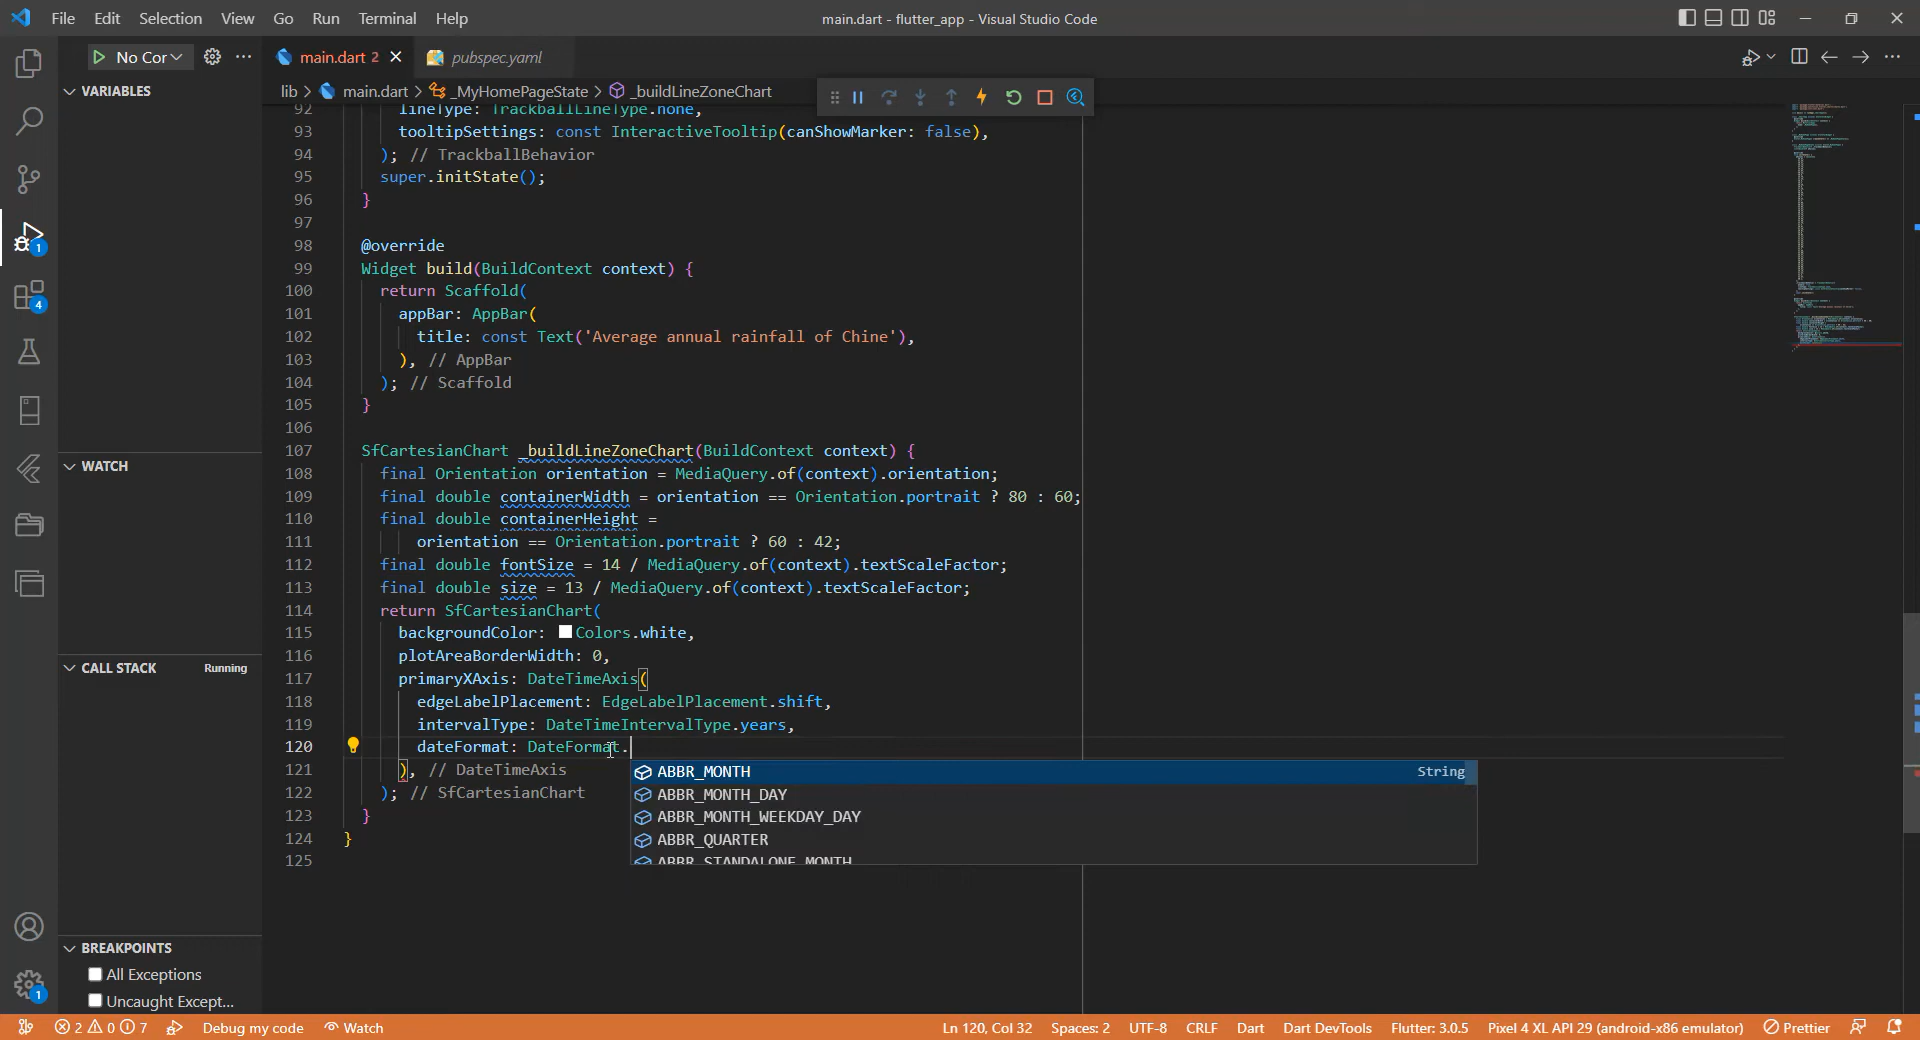 File Edit Selection View Go Run Terminal Help
main.dart - flutter_app - Visual Studio Code
No Cor
main.dart 2
pubspec.yaml
VARIABLES
lib > main.dart > _MyHomePageState > _buildLineZoneChart
92 lineType: TrackballLineType.none,
93 tooltipSettings: const InteractiveTooltip(canShowMarker: false),
94 ); // TrackballBehavior
95 super.initState();
96 }
97
98 @override
99 Widget build(BuildContext context) {
100 return Scaffold(
101 appBar: AppBar(
102 title: const Text('Average annual rainfall of Chine'),
103 ), // AppBar
104 ); // Scaffold
105 }
106
107 SfCartesianChart _buildLineZoneChart(BuildContext context) {
108 final Orientation orientation = MediaQuery.of(context).orientation;
109 final double containerWidth = orientation == Orientation.portrait ? 80 : 60;
110 final double containerHeight =
111 orientation == Orientation.portrait ? 60 : 42;
112 final double fontSize = 14 / MediaQuery.of(context).textScaleFactor;
113 final double size = 13 / MediaQuery.of(context).textScaleFactor;
114 return SfCartesianChart(
115 backgroundColor: Colors.white,
116 plotAreaBorderWidth: 0,
117 primaryXAxis: DateTimeAxis(
118 edgeLabelPlacement: EdgeLabelPlacement.shift,
119 intervalType: DateTimeIntervalType.years,
120 dateFormat: DateFormat.
121 ), // DateTimeAxis
122 ); // SfCartesianChart
123 }
124 }
125
ABBR_MONTH String
ABBR_MONTH_DAY
ABBR_MONTH_WEEKDAY_DAY
ABBR_QUARTER
ABBR_STANDALONE_MONTH
WATCH
CALL STACK Running
BREAKPOINTS
All Exceptions
Uncaught Except...
1
4
1
2 0 7 Debug my code Watch
Ln 120, Col 32 Spaces: 2 UTF-8 CRLF Dart Dart DevTools Flutter: 3.0.5 Pixel 4 XL API 29 (android-x86 emulator) Prettier